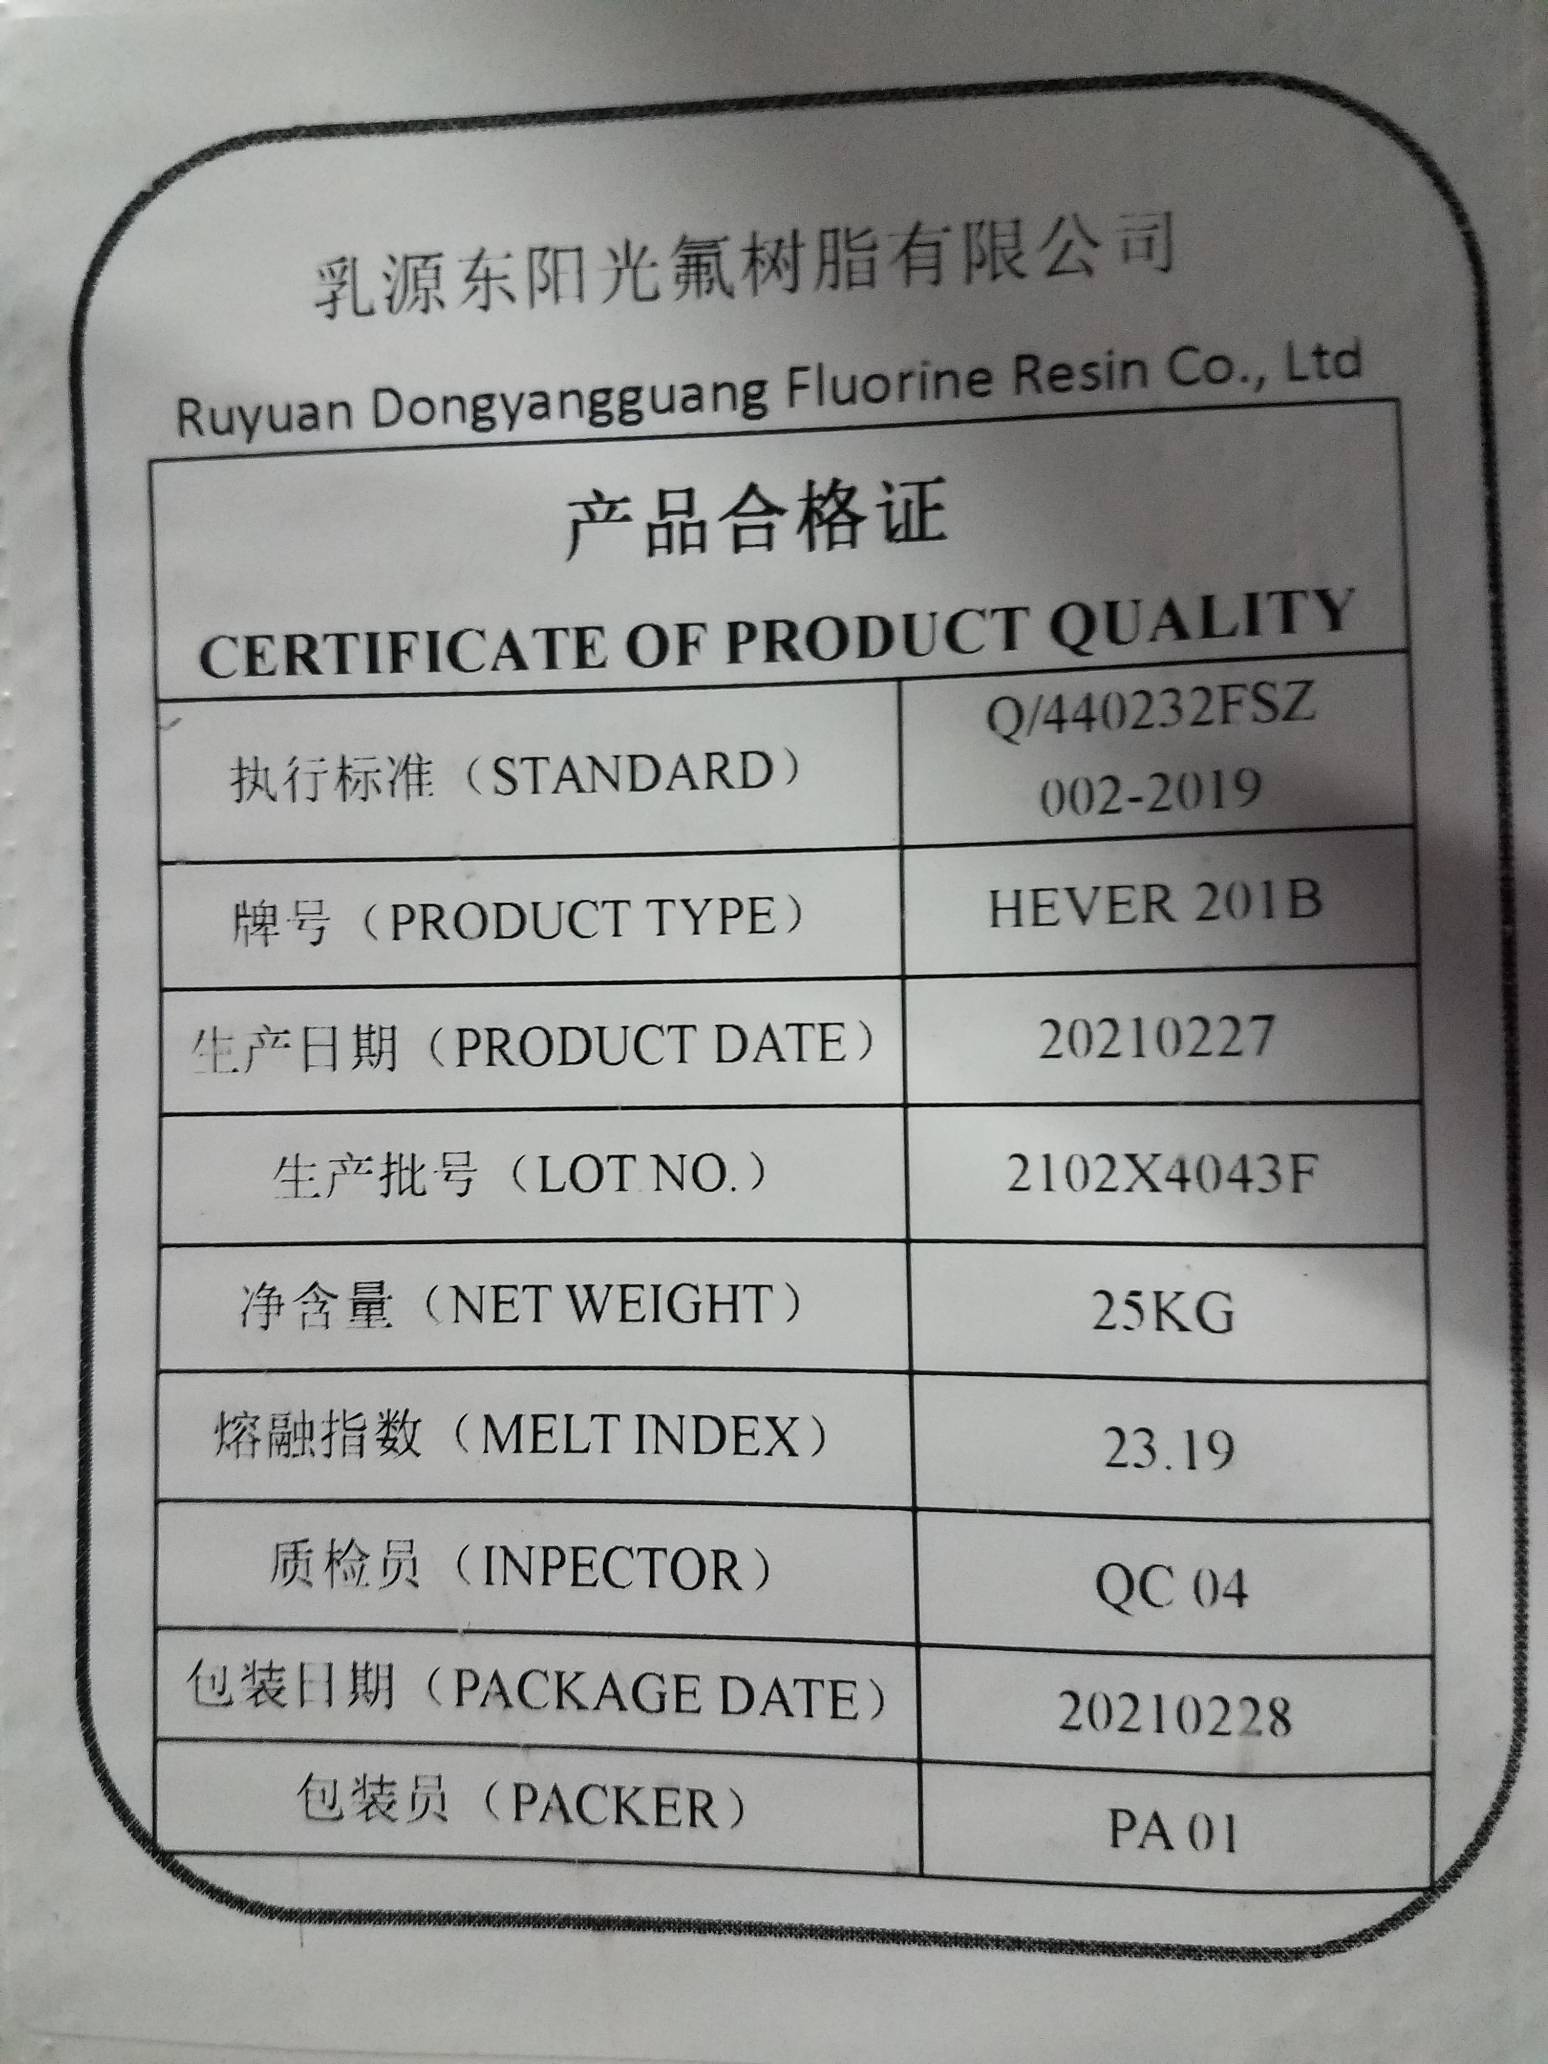 乳源东阳光氟树脂有限公司
Ruyuan Dongyangguang Fluorine Resin Co., Ltd
产品合格证
CERTIFICATE OF PRODUCT QUALITY
执行标准（STANDARD） Q/440232FSZ
002-2019
牌号（PRODUCT TYPE） HEVER 201B
生产日期（PRODUCT DATE） 20210227
生产批号（LOT NO.） 2102X4043F
净含量（NET WEIGHT） 25KG
熔融指数（MELT INDEX） 23.19
质检员（INPECTOR） QC 04
包装日期（PACKAGE DATE） 20210228
包装员（PACKER） PA 01